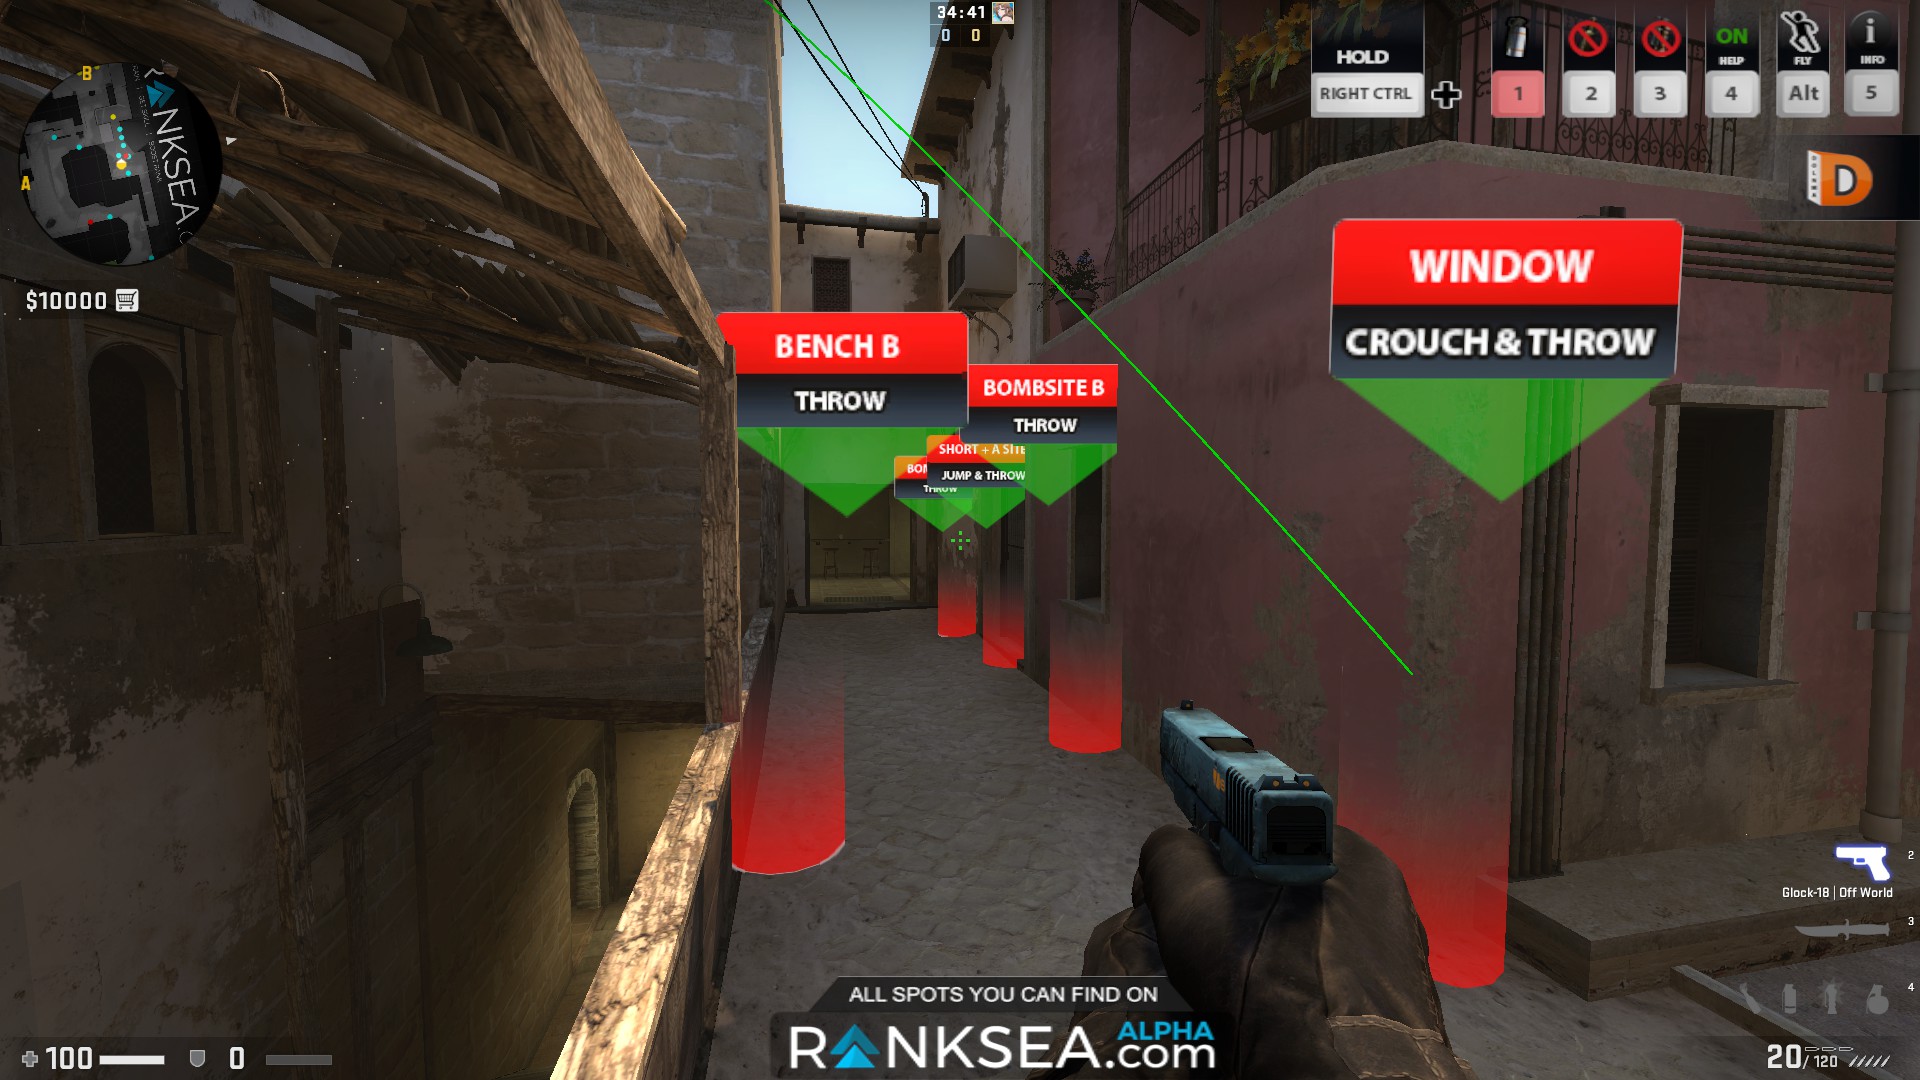 34:41
0 0
B
A
RANKSEA
$10000
HOLD
RIGHT CTRL
1
2
3
ON
HELP
4
FLY
Alt
i
INFO
5
D
WINDOW
CROUCH & THROW
BENCH B
THROW
BOMBSITE B
THROW
SHORT + A SITE
JUMP & THROW
THROW
2
Glock-18 | Off World
3
4
ALL SPOTS YOU CAN FIND ON
RANKSEA.com
ALPHA
100
0
20/120